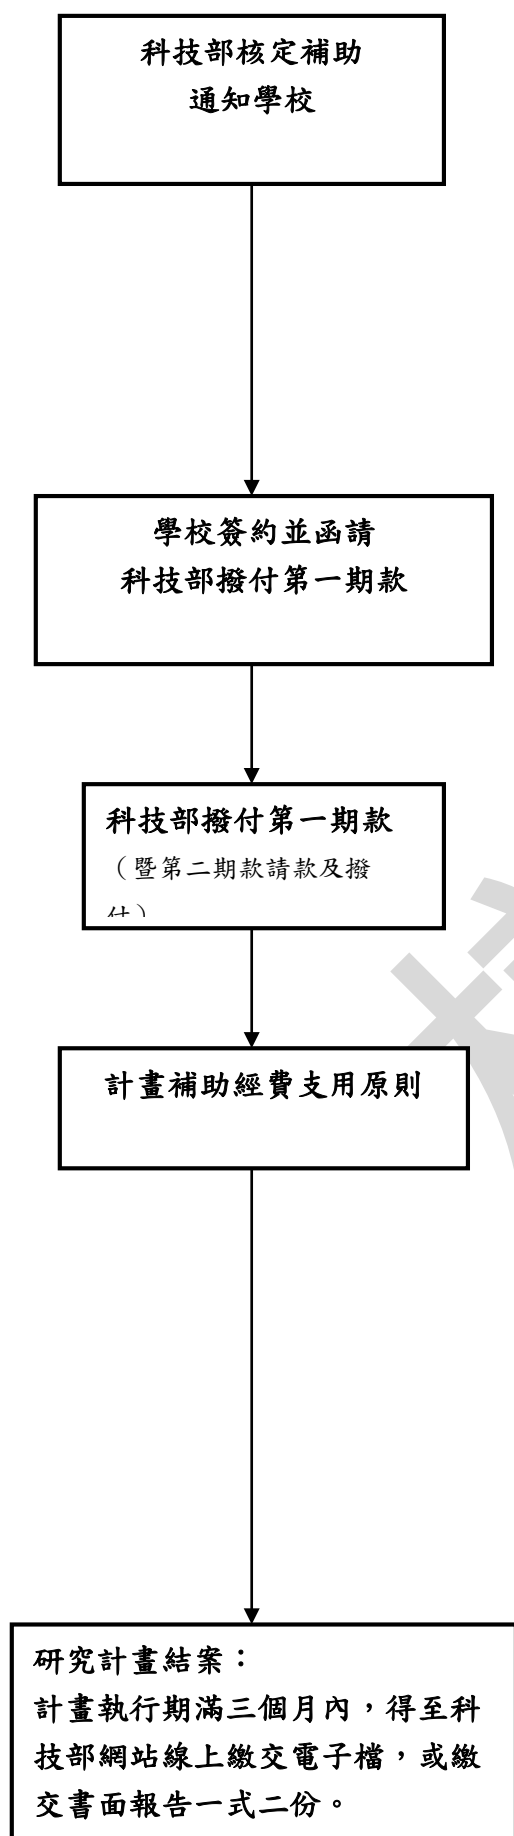 科技部核定補助
通知學校
學校簽約並函請
科技部撥付第一期款
科技部撥付第一期款
（暨第二期款請款及撥
付）
計畫補助經費支用原則
研究計畫結案：
計畫執行期滿三個月內，得至科
技部網站線上繳交電子檔，或繳
交書面報告一式二份。